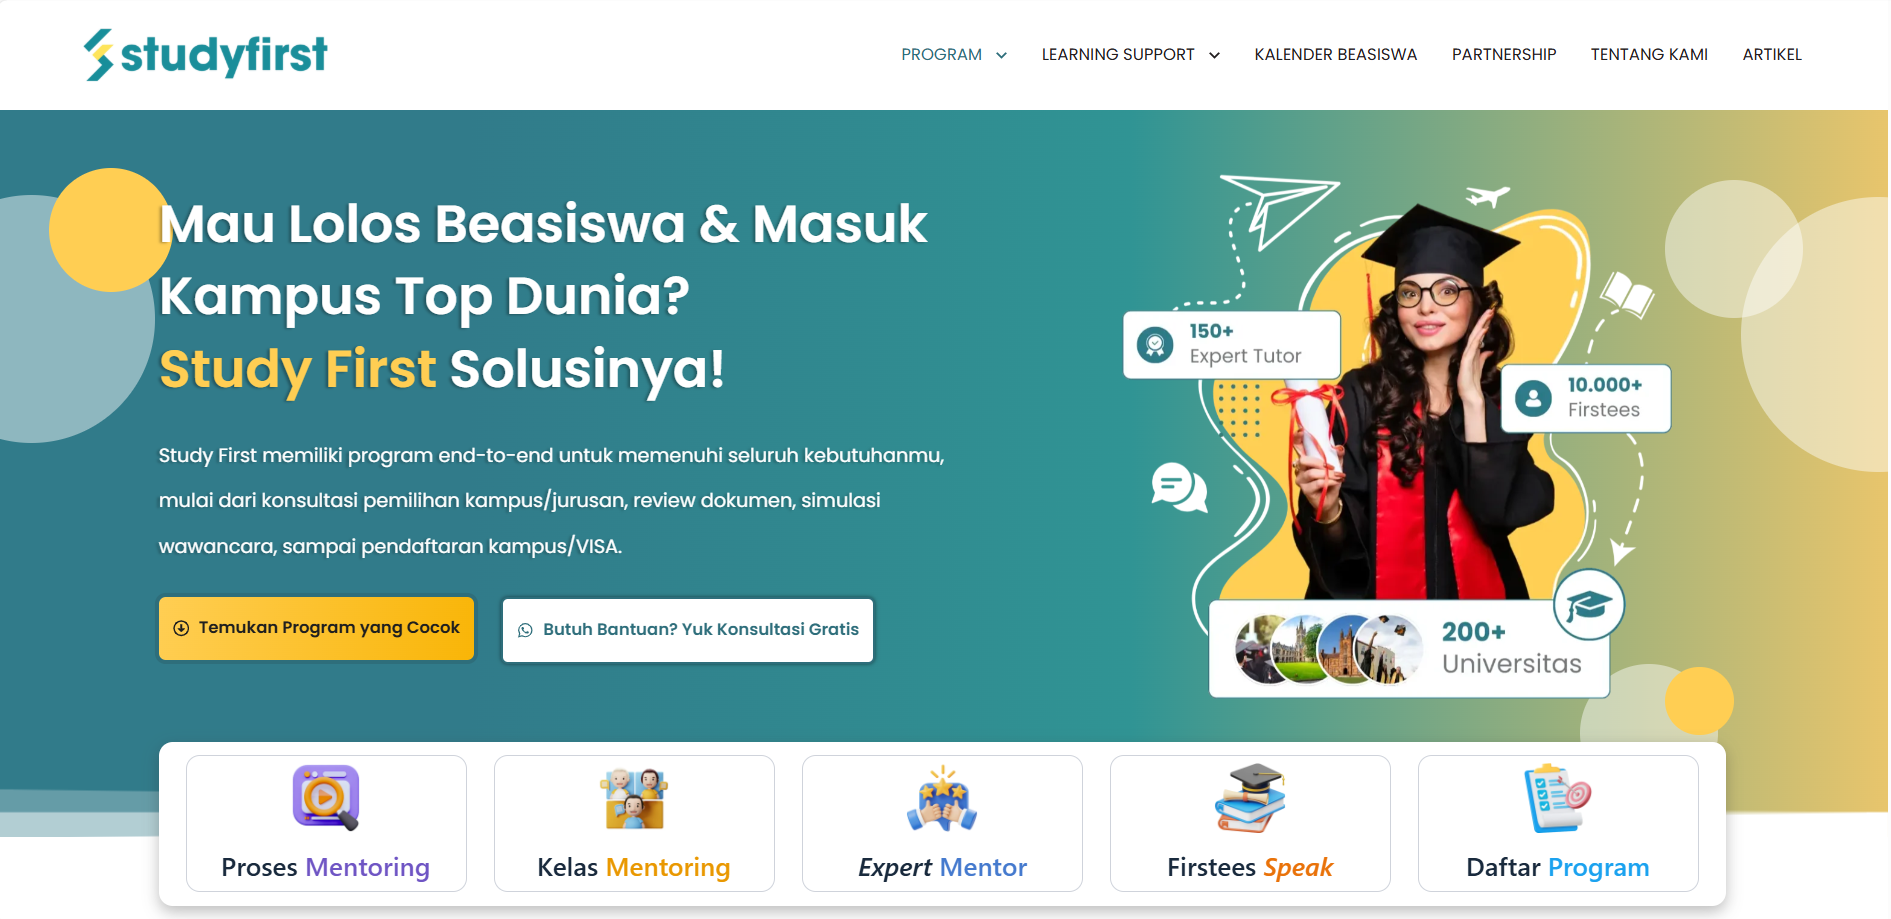 studyfirst
PROGRAM
LEARNING SUPPORT
KALENDER BEASISWA
PARTNERSHIP
TENTANG KAMI
ARTIKEL
Mau Lolos Beasiswa & Masuk
Kampus Top Dunia?
Study First Solusinya!
Study First memiliki program end-to-end untuk memenuhi seluruh kebutuhanmu,
mulai dari konsultasi pemilihan kampus/jurusan, review dokumen, simulasi
wawancara, sampai pendaftaran kampus/VISA.
Temukan Program yang Cocok
Butuh Bantuan? Yuk Konsultasi Gratis
150+
Expert Tutor
10.000+
Firstees
200+
Universitas
Proses Mentoring
Kelas Mentoring
Expert Mentor
Firstees Speak
Daftar Program